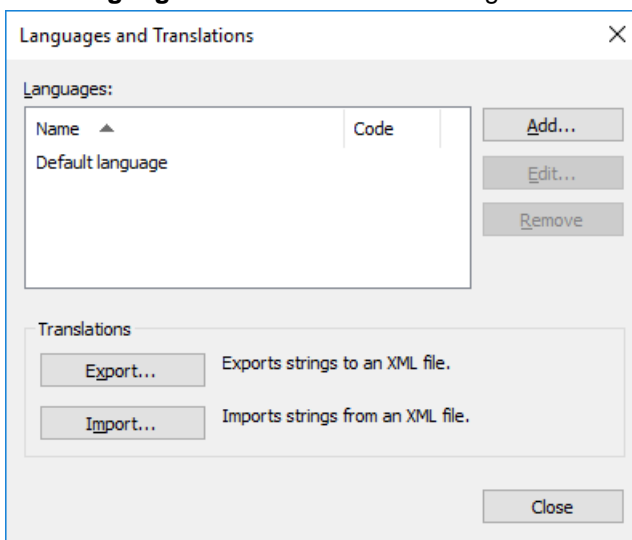 Languages and Translations
Languages:
Name Code
Add...
Default language
Edit...
Remove
Translations
Export... Exports strings to an XML file.
Import... Imports strings from an XML file.
Close